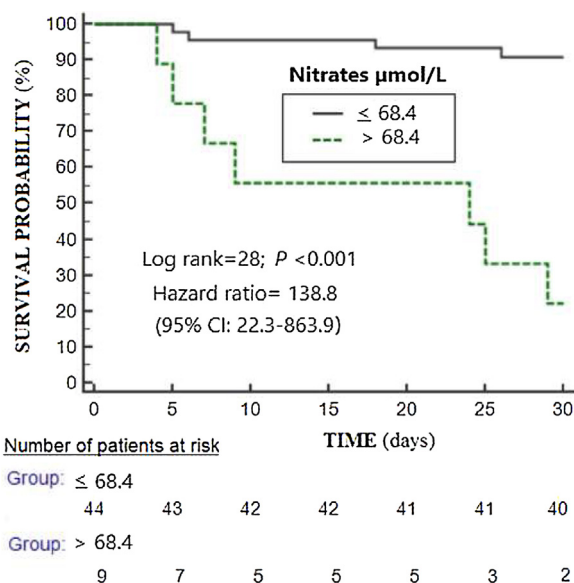 SURVIVAL PROBABILITY (%)
100
90
80
70
60
50
40
30
20
10
0
Nitrates µmol/L
≤ 68.4
> 68.4
Log rank=28; P <0.001
Hazard ratio= 138.8
(95% CI: 22.3-863.9)
0 5 10 15 20 25 30
TIME (days)
Number of patients at risk
Group: ≤ 68.4
44 43 42 42 41 41 40
Group: > 68.4
9 7 5 5 5 3 2